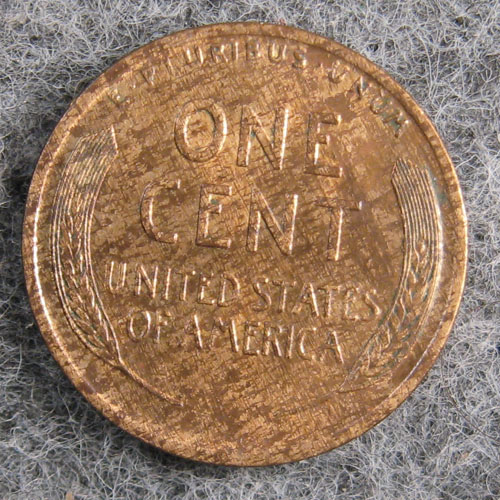 E PLURIBUS UNUM
ONE
CENT
UNITED STATES
OF AMERICA